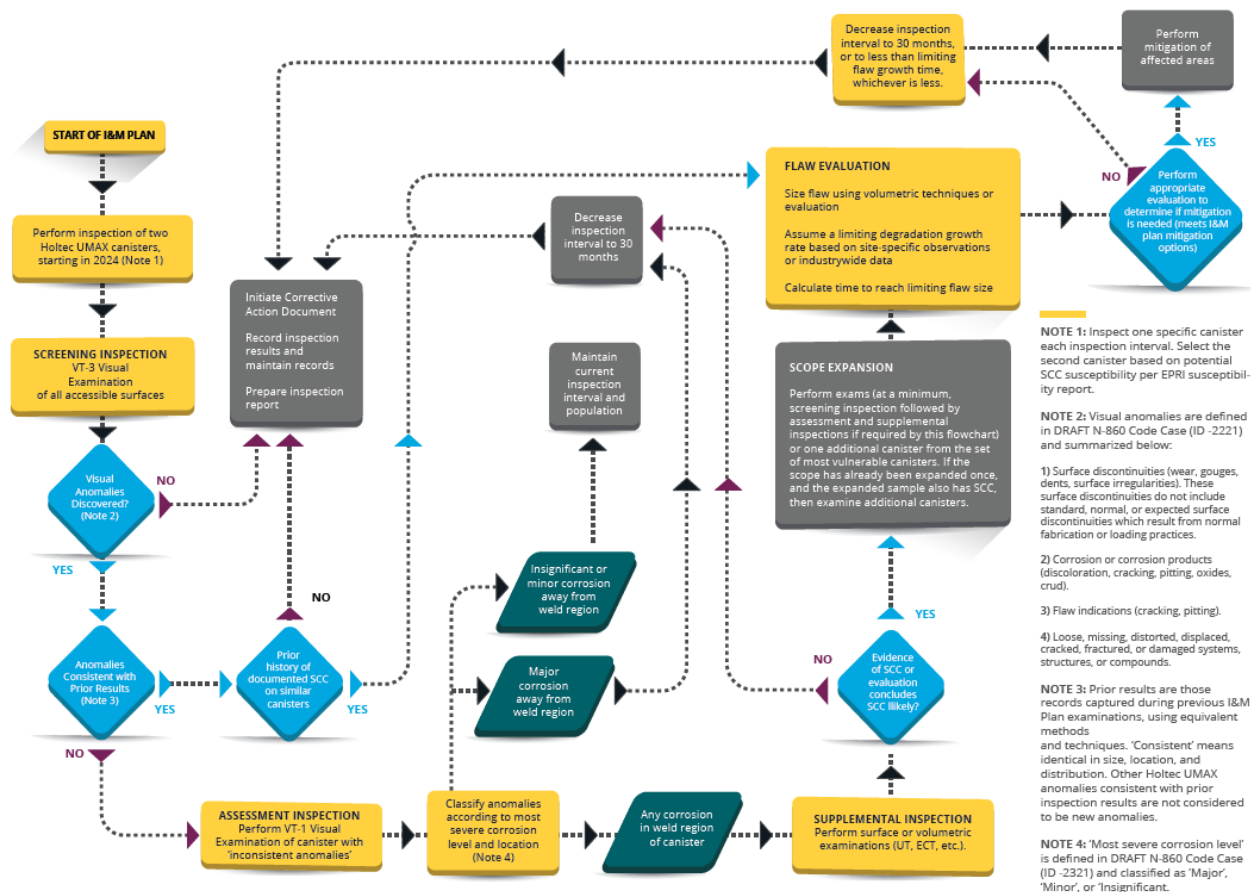 START OF I&M PLAN
Perform inspection of two
Holtec UMAX canisters,
starting in 2024 (Note 1)
SCREENING INSPECTION
VT-3 Visual
Examination
of all accessible surfaces
Visual
Anomalies
Discovered?
(Note 2)
NO
YES
Anomalies
Consistent with
Prior Results
(Note 3)
YES
NO
Prior
history of
documented SCC
on similar
canisters
NO
YES
Initiate Corrective
Action Document
Record inspection
results and
maintain records
Prepare inspection
report
ASSESSMENT INSPECTION
Perform VT-1 Visual
Examination of canister with
‘inconsistent anomalies’
Classify anomalies
according to most
severe corrosion
level and location
(Note 4)
Insignificant or
minor corrosion
away from
weld region
Major
corrosion
away from
weld region
Any corrosion
in weld region
of canister
Maintain
current
inspection
interval and
population
Decrease
inspection
interval to 30
months
SUPPLEMENTAL INSPECTION
Perform surface or volumetric
examinations (UT, ECT, etc.).
Evidence
of SCC or
evaluation
concludes
SCC llikely?
NO
YES
SCOPE EXPANSION
Perform exams (at a minimum,
screening inspection followed by
assessment and supplemental
inspections if required by this flowchart)
or one additional canister from the set
of most vulnerable canisters. If the
scope has already been expanded once,
and the expanded sample also has SCC,
then examine additional canisters.
FLAW EVALUATION
Size flaw using volumetric techniques or
evaluation
Assume a limiting degradation growth
rate based on site-specific observations
or industrywide data
Calculate time to reach limiting flaw size
Decrease inspection
interval to 30 months,
or to less than limiting
flaw growth time,
whichever is less.
Perform
mitigation of
affected areas
YES
NO
Perform
appropriate
evaluation to
determine if mitigation
is needed (meets I&M
plan mitigation
options)
NOTE 1: Inspect one specific canister
each inspection interval. Select the
second canister based on potential
SCC susceptibility per EPRI susceptibil-
ity report.
NOTE 2: Visual anomalies are defined
in DRAFT N-860 Code Case (ID -2221)
and summarized below:
1) Surface discontinuities (wear, gouges,
dents, surface irregularities). These
surface discontinuities do not include
standard, normal, or expected surface
discontinuities which result from normal
fabrication or loading practices.
2) Corrosion or corrosion products
(discoloration, cracking, pitting, oxides,
crud).
3) Flaw indications (cracking, pitting).
4) Loose, missing, distorted, displaced,
cracked, fractured, or damaged systems,
structures, or compounds.
NOTE 3: Prior results are those
records captured during previous I&M
Plan examinations, using equivalent
methods
and techniques. ‘Consistent’ means
identical in size, location, and
distribution. Other Holtec UMAX
anomalies consistent with prior
inspection results are not considered
to be new anomalies.
NOTE 4: ‘Most severe corrosion level’
is defined in DRAFT N-860 Code Case
(ID -2321) and classified as ‘Major’,
‘Minor’, or ‘Insignificant.